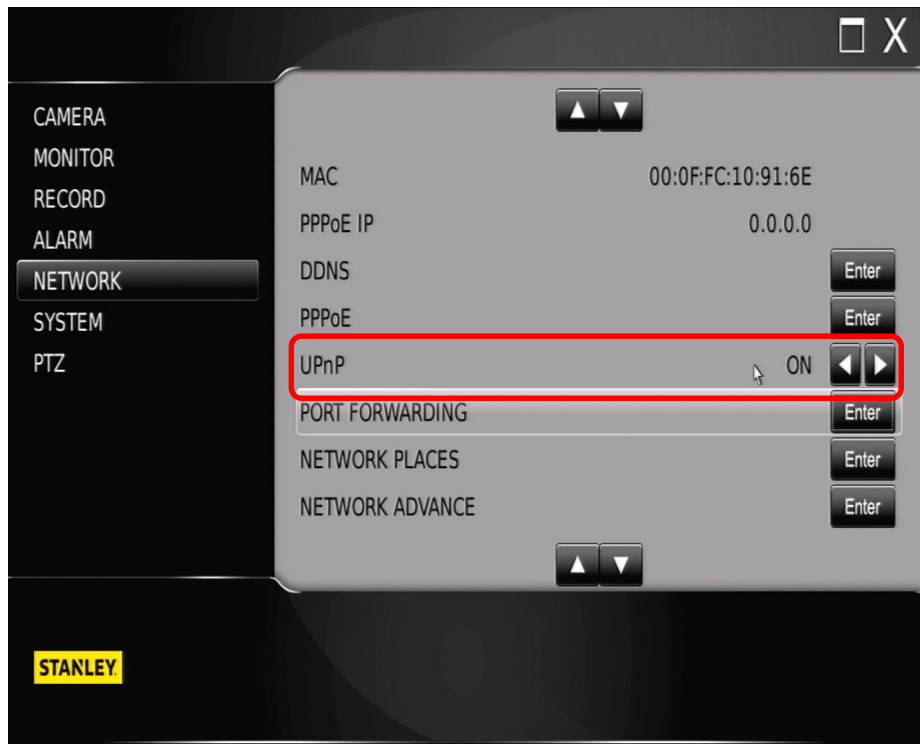 X
CAMERA
MONITOR
RECORD
ALARM
NETWORK
SYSTEM
PTZ
MAC 00:0F:FC:10:91:6E
PPPoE IP 0.0.0.0
DDNS Enter
PPPoE Enter
UPnP ON
PORT FORWARDING Enter
NETWORK PLACES Enter
NETWORK ADVANCE Enter
STANLEY